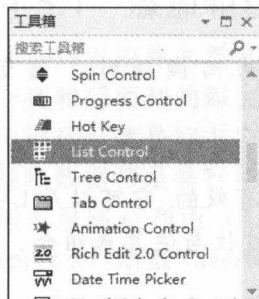 工具箱
搜索工具箱
Spin Control
Progress Control
Hot Key
List Control
Tree Control
Tab Control
Animation Control
2.0 Rich Edit 2.0 Control
Date Time Picker